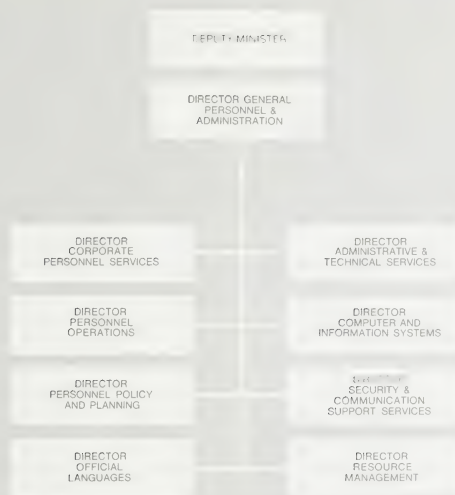 DEPUTY MINISTER
DIRECTOR GENERAL
PERSONNEL &
ADMINISTRATION
DIRECTOR
CORPORATE
PERSONNEL SERVICES
DIRECTOR
ADMINISTRATIVE &
TECHNICAL SERVICES
DIRECTOR
PERSONNEL
OPERATIONS
DIRECTOR
COMPUTER AND
INFORMATION SYSTEMS
DIRECTOR
PERSONNEL POLICY
AND PLANNING
SECURITY &
COMMUNICATION
SUPPORT SERVICES
DIRECTOR
OFFICIAL
LANGUAGES
DIRECTOR
RESOURCE
MANAGEMENT